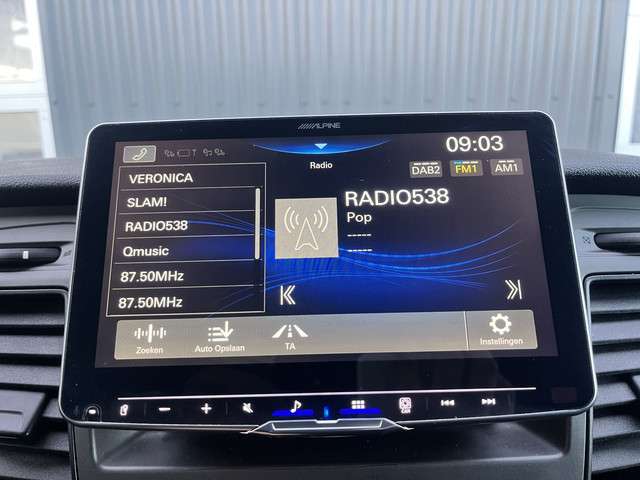 ALPINE
09:03
Radio
DAB2 FM1 AM1
VERONICA
SLAM!
RADIO538
Qmusic
87.50MHz
87.50MHz
RADIO538
Pop
-----
-----
Zoeken
Auto Opslaan
TA
Instellingen